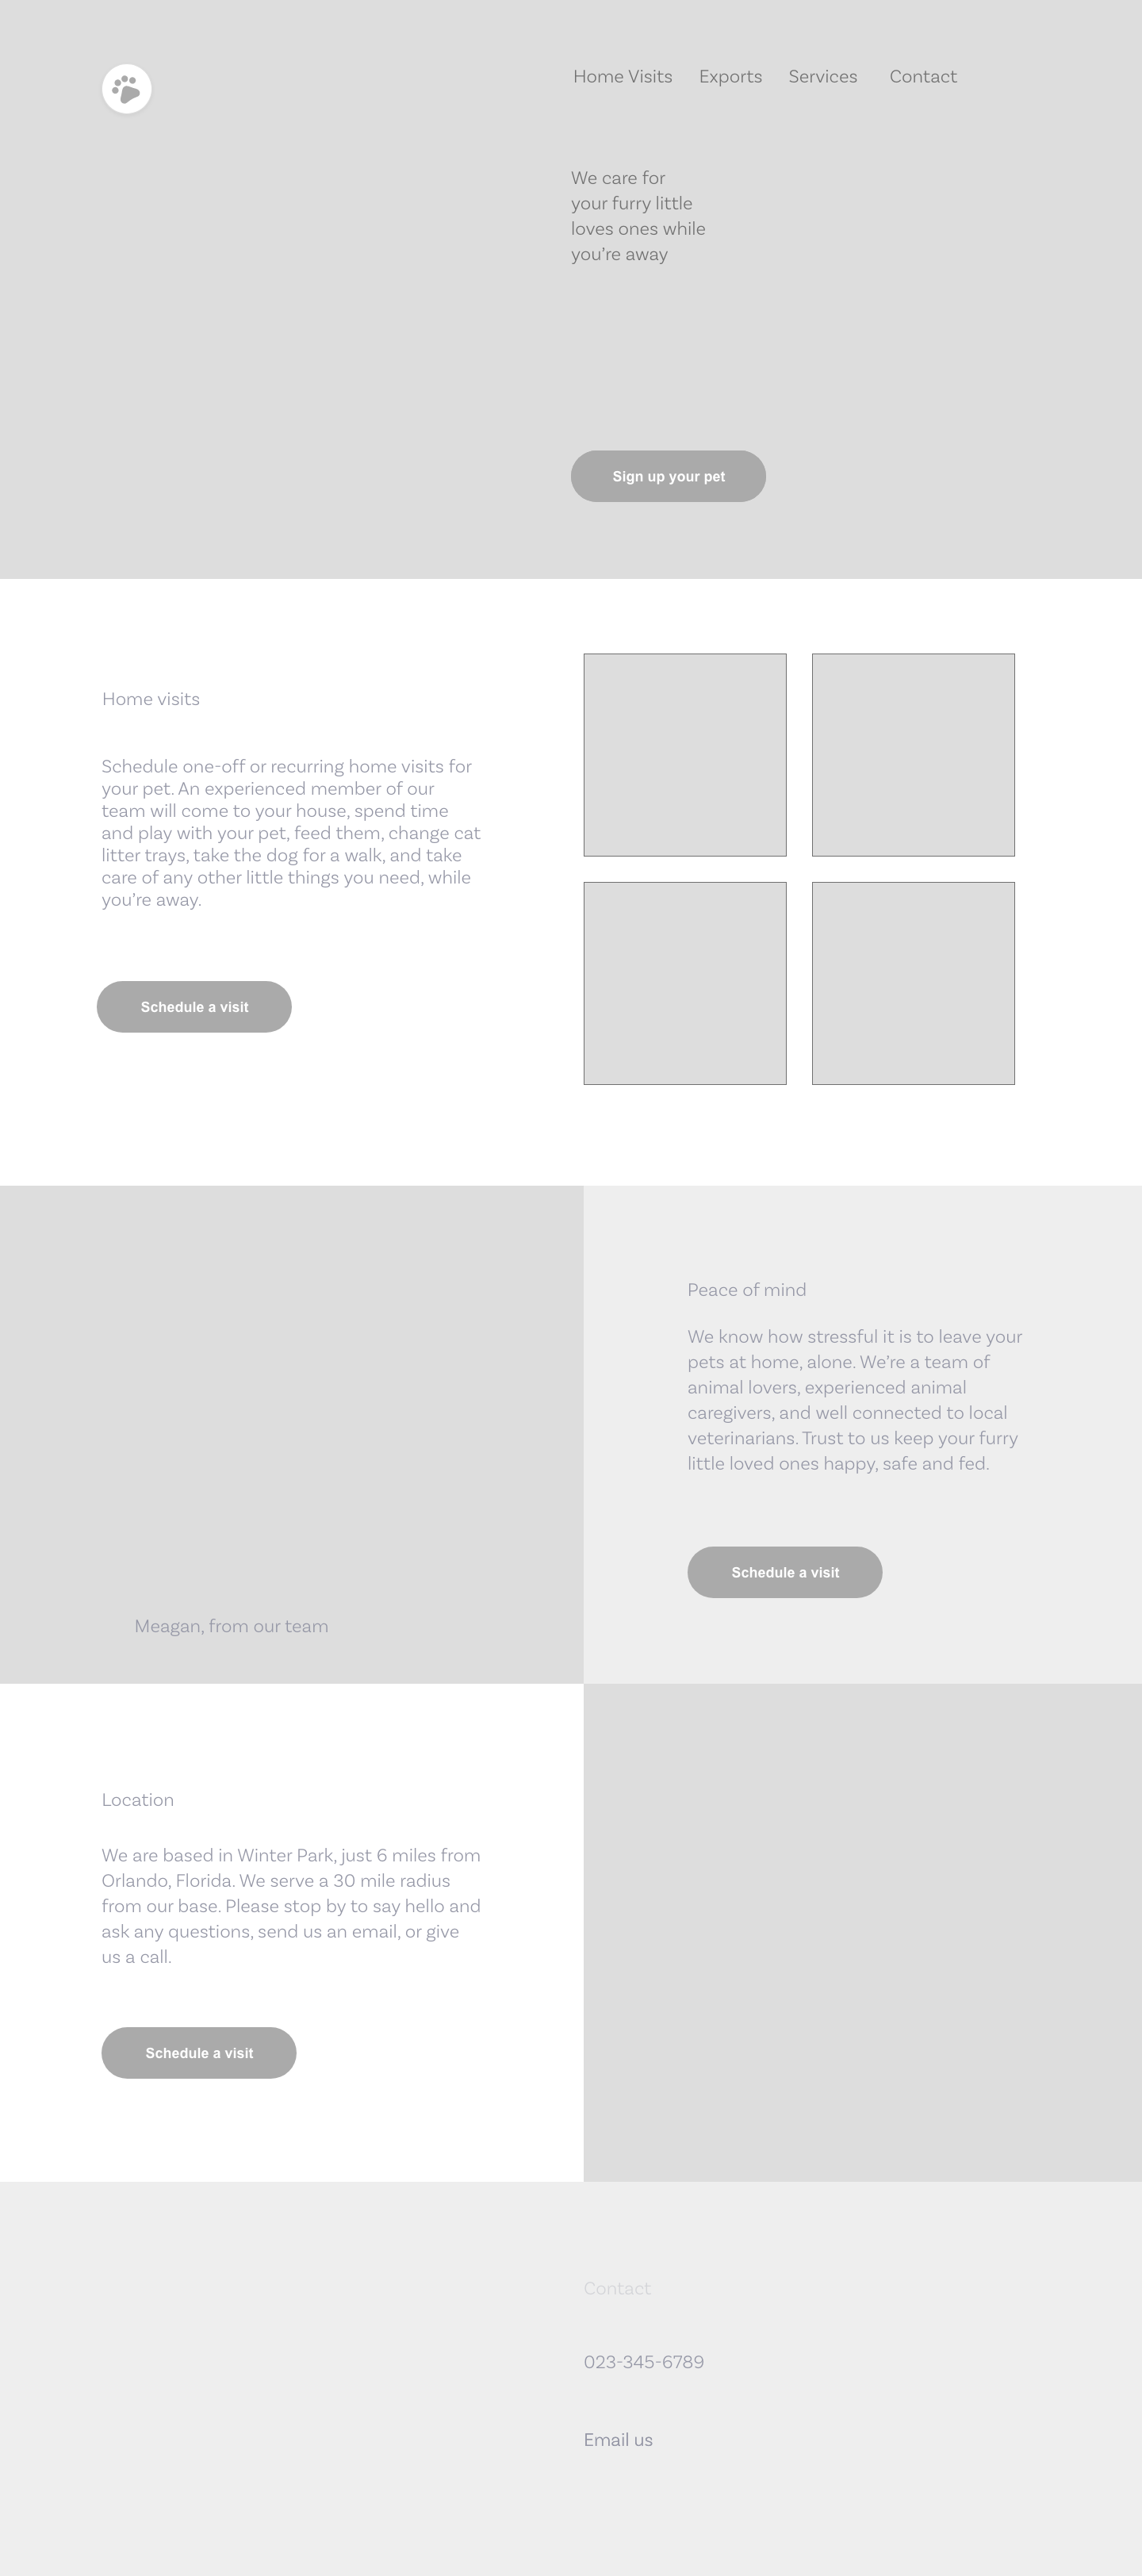 Home Visits Exports Services Contact
We care for
your furry little
loves ones while
you're away
Sign up your pet
Home visits
Schedule one-off or recurring home visits for
your pet. An experienced member of our
team will come to your house, spend time
and play with your pet, feed them, change cat
litter trays, take the dog for a walk, and take
care of any other little things you need, while
you're away.
Schedule a visit
Peace of mind
We know how stressful it is to leave your
pets at home, alone. We're a team of
animal lovers, experienced animal
caregivers, and well connected to local
veterinarians. Trust to us keep your furry
little loved ones happy, safe and fed.
Schedule a visit
Meagan, from our team
Location
We are based in Winter Park, just 6 miles from
Orlando, Florida. We serve a 30 mile radius
from our base. Please stop by to say hello and
ask any questions, send us an email, or give
us a call.
Schedule a visit
Contact
023-345-6789
Email us